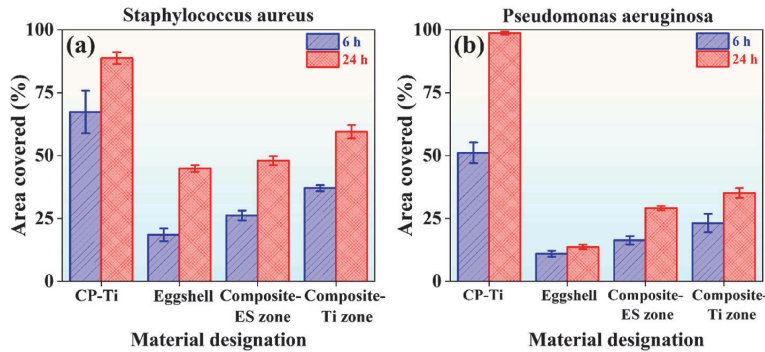 Staphylococcus aureus
(a)
6 h
24 h
Area covered (%)
100
75
50
25
0
CP-Ti
Eggshell
Composite-
ES zone
Composite-
Ti zone
Material designation
Pseudomonas aeruginosa
(b)
6 h
24 h
Area covered (%)
100
75
50
25
0
CP-Ti
Eggshell
Composite-
ES zone
Composite-
Ti zone
Material designation